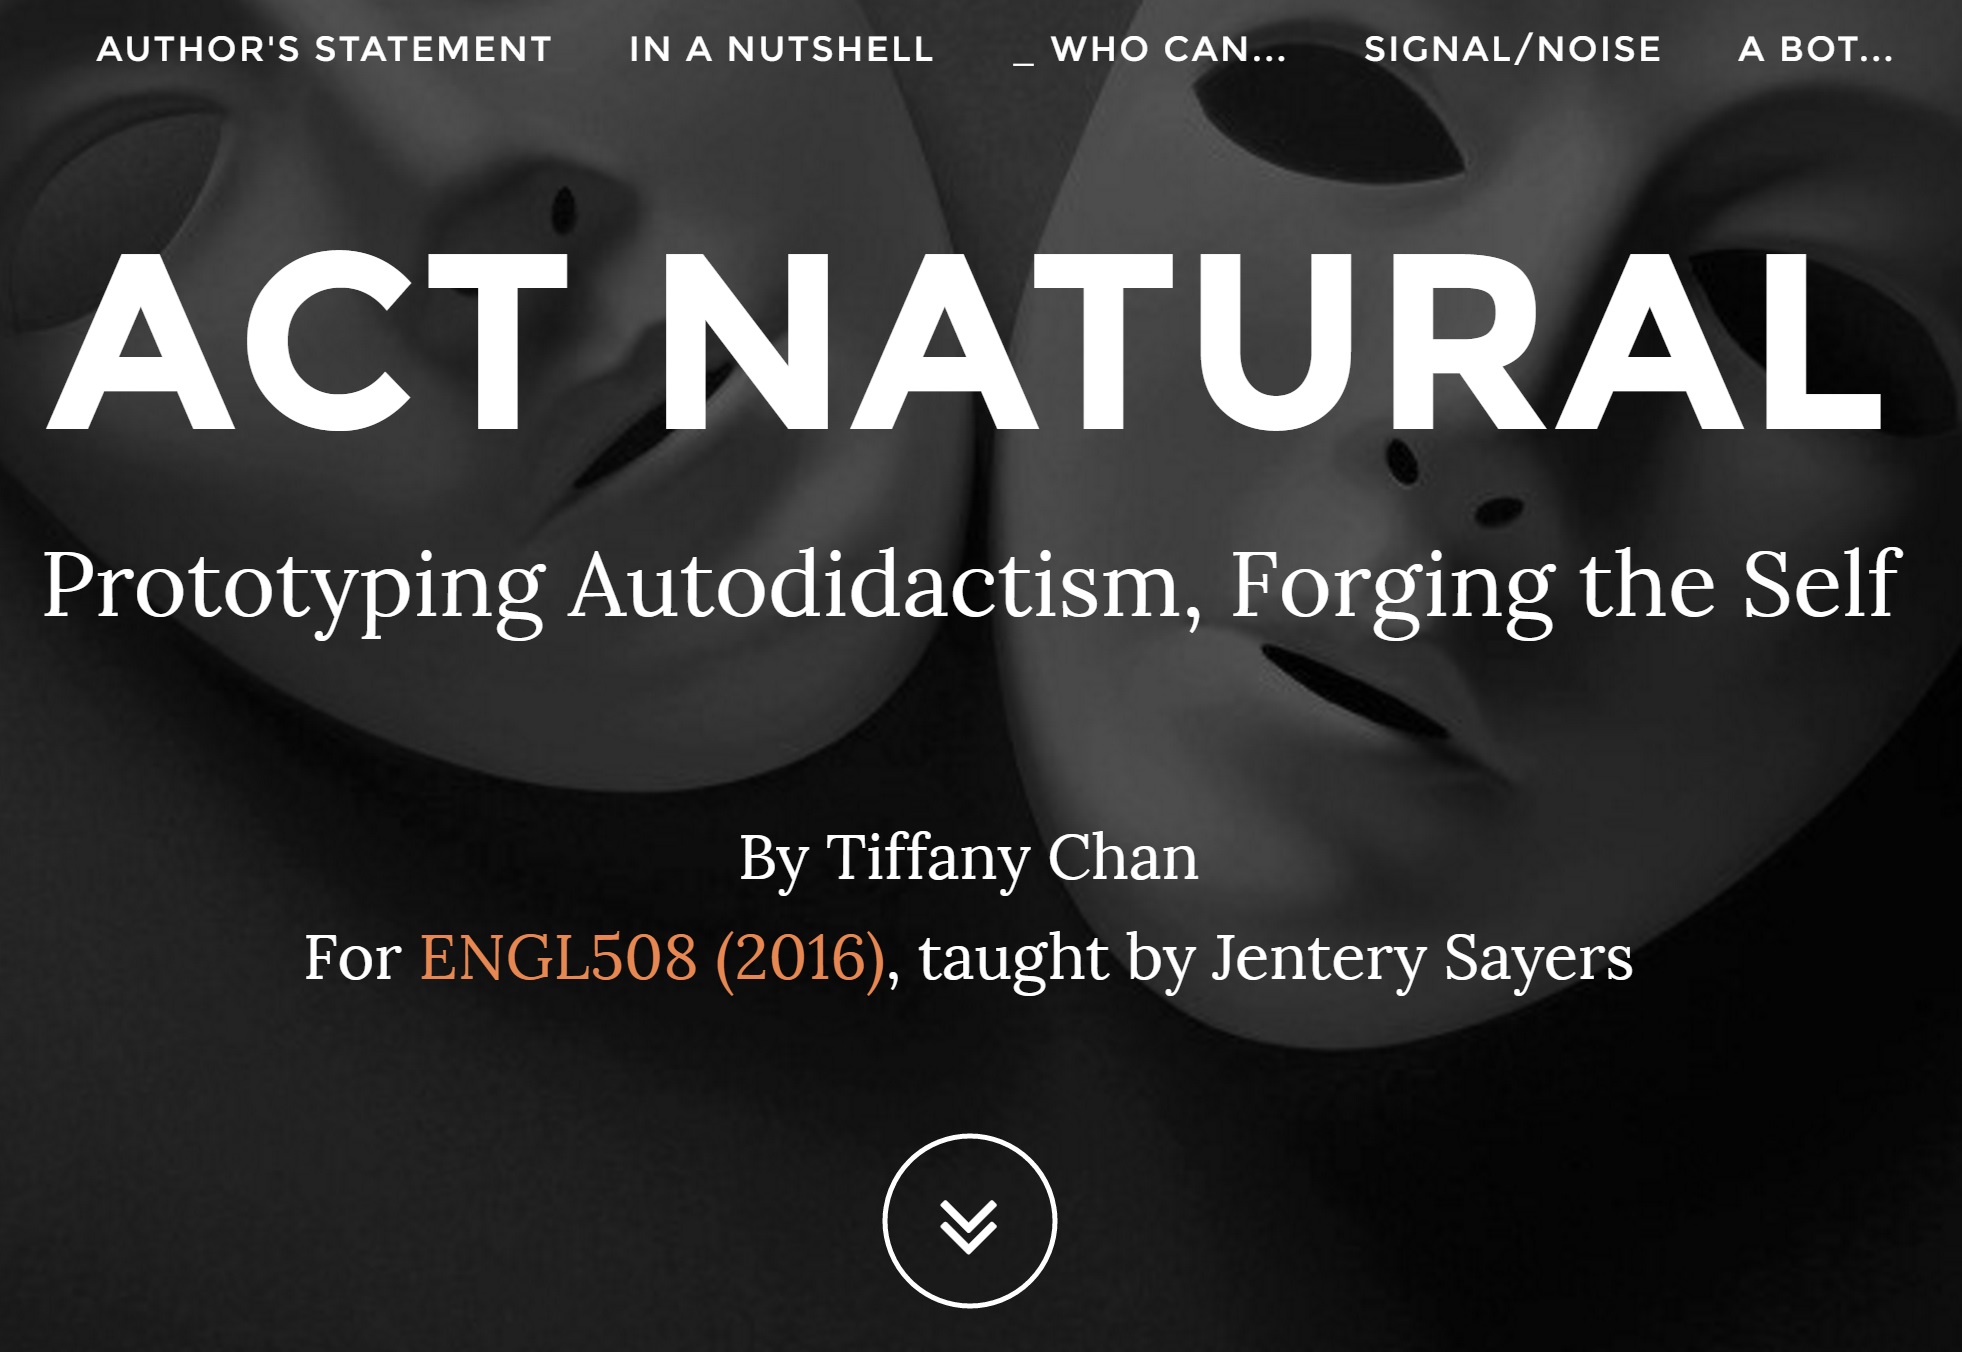 AUTHOR'S STATEMENT IN A NUTSHELL _ WHO CAN... SIGNAL/NOISE A BOT...
ACT NATURAL
Prototyping Autodidactism, Forging the Self
By Tiffany Chan
For ENGL508 (2016), taught by Jentery Sayers